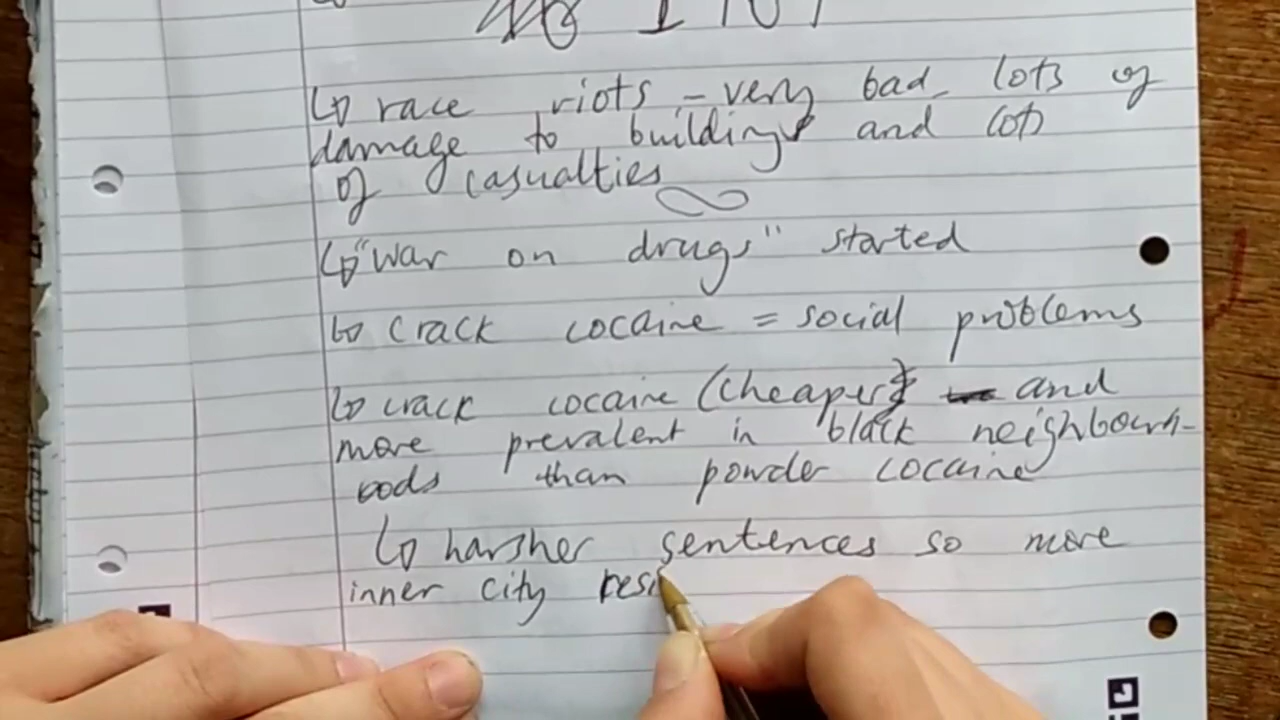 ↳ race riots - very bad, lots of
damage to buildings and lots
of casualties
↳ "war on drugs" started
↳ crack cocaine = social problems
↳ crack cocaine (cheaper) and
more prevalent in black neighbourh-
oods than powder cocaine
↳ harsher sentences so more
inner city resi